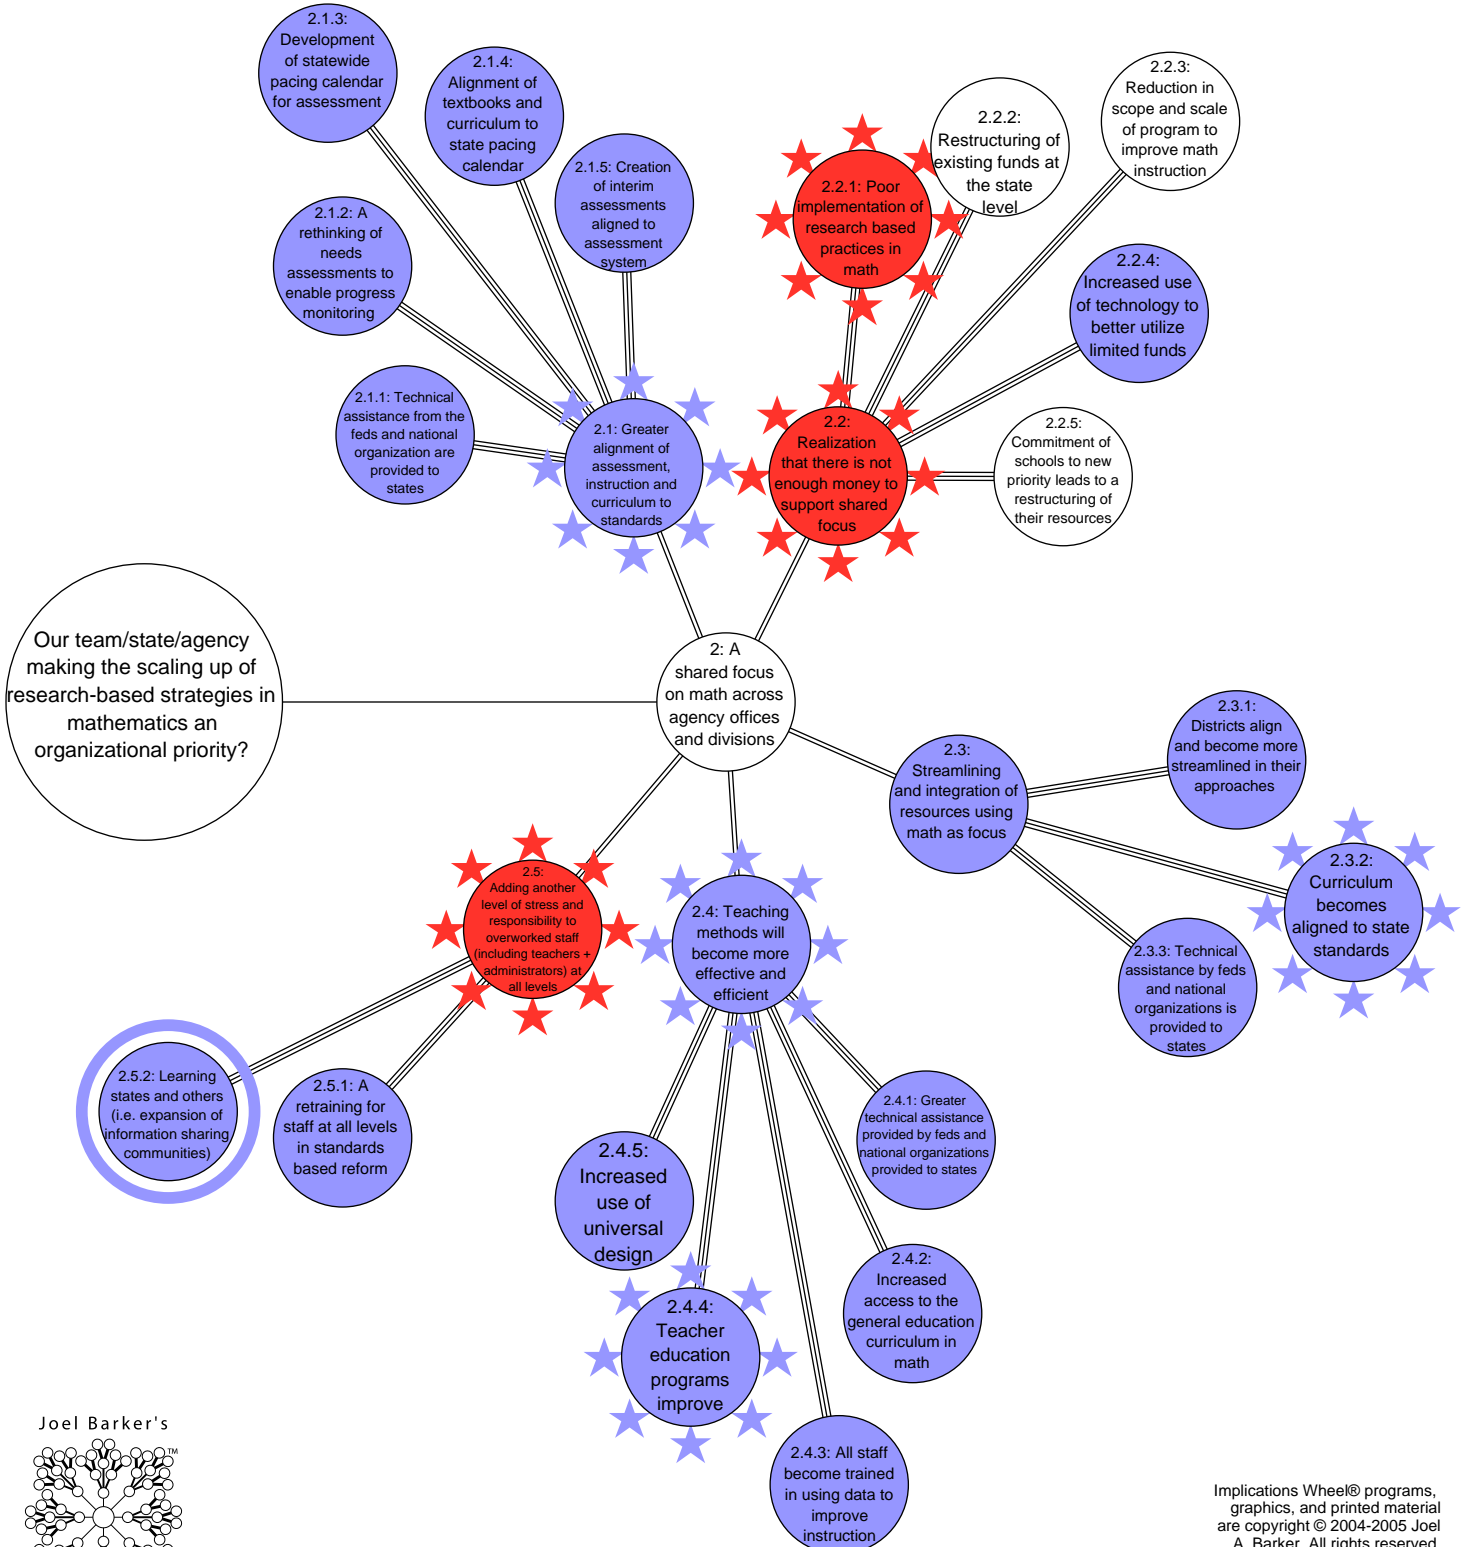 2.1.3:
Development
of statewide
pacing calendar
for assessment
2.1.4:
Alignment of
textbooks and
curriculum to
state pacing
calendar
2.1.5: Creation
of interim
assessments
aligned to
assessment
system
2.1.2: A
rethinking of
needs
assessments to
enable progress
monitoring
2.1.1: Technical
assistance from the
feds and national
organization are
provided to
states
2.1: Greater
alignment of
assessment,
instruction and
curriculum to
standards
2.2.1: Poor
implementation of
research based
practices in
math
2.2.2:
Restructuring of
existing funds at
the state
level
2.2.3:
Reduction in
scope and scale
of program to
improve math
instruction
2.2.4:
Increased use
of technology to
better utilize
limited funds
2.2.5:
Commitment of
schools to new
priority leads to a
restructuring of
their resources
2.2:
Realization
that there is not
enough money to
support shared
focus
Our team/state/agency
making the scaling up of
research-based strategies in
mathematics an
organizational priority?
2: A
shared focus
on math across
agency offices
and divisions
2.3:
Streamlining
and integration of
resources using
math as focus
2.3.1:
Districts align
and become more
streamlined in their
approaches
2.3.2:
Curriculum
becomes
aligned to state
standards
2.3.3: Technical
assistance by feds
and national
organizations is
provided to
states
2.5:
Adding another
level of stress and
responsibility to
overworked staff
(including teachers +
administrators) at
all levels
2.4: Teaching
methods will
become more
effective and
efficient
2.5.2: Learning
states and others
(i.e. expansion of
information sharing
communities)
2.5.1: A
retraining for
staff at all levels
in standards
based reform
2.4.5:
Increased
use of
universal
design
2.4.1: Greater
technical assistance
provided by feds and
national organizations
provided to states
2.4.2:
Increased
access to the
general education
curriculum in
math
2.4.4:
Teacher
education
programs
improve
2.4.3: All staff
become trained
in using data to
improve
instruction
Joel Barker's
TM
Implications Wheel® programs,
graphics, and printed material
are copyright © 2004-2005 Joel
A. Barker. All rights reserved.